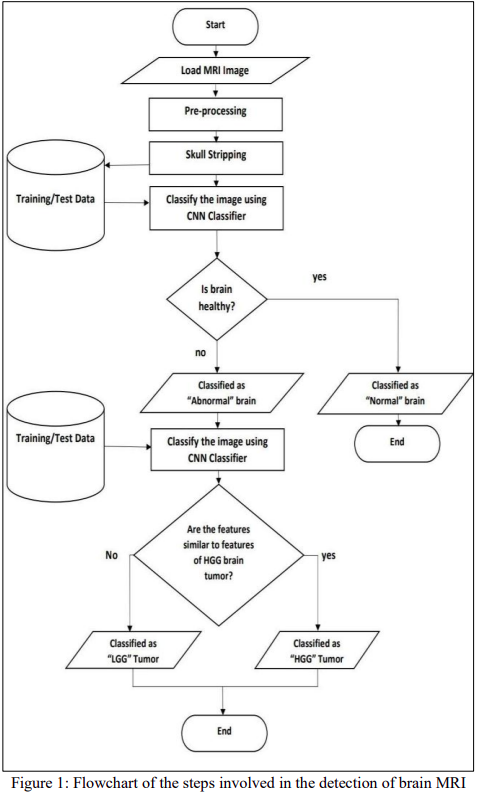 Start
Load MRI Image
Pre-processing
Skull Stripping
Training/Test Data
Classify the image using
CNN Classifier
Is brain
healthy?
yes
no
Classified as
"Abnormal" brain
Classified as
"Normal" brain
End
Training/Test Data
Classify the image using
CNN Classifier
Are the features
similar to features
of HGG brain
tumor?
No
yes
Classified as
"LGG" Tumor
Classified as
"HGG" Tumor
End
Figure 1: Flowchart of the steps involved in the detection of brain MRI